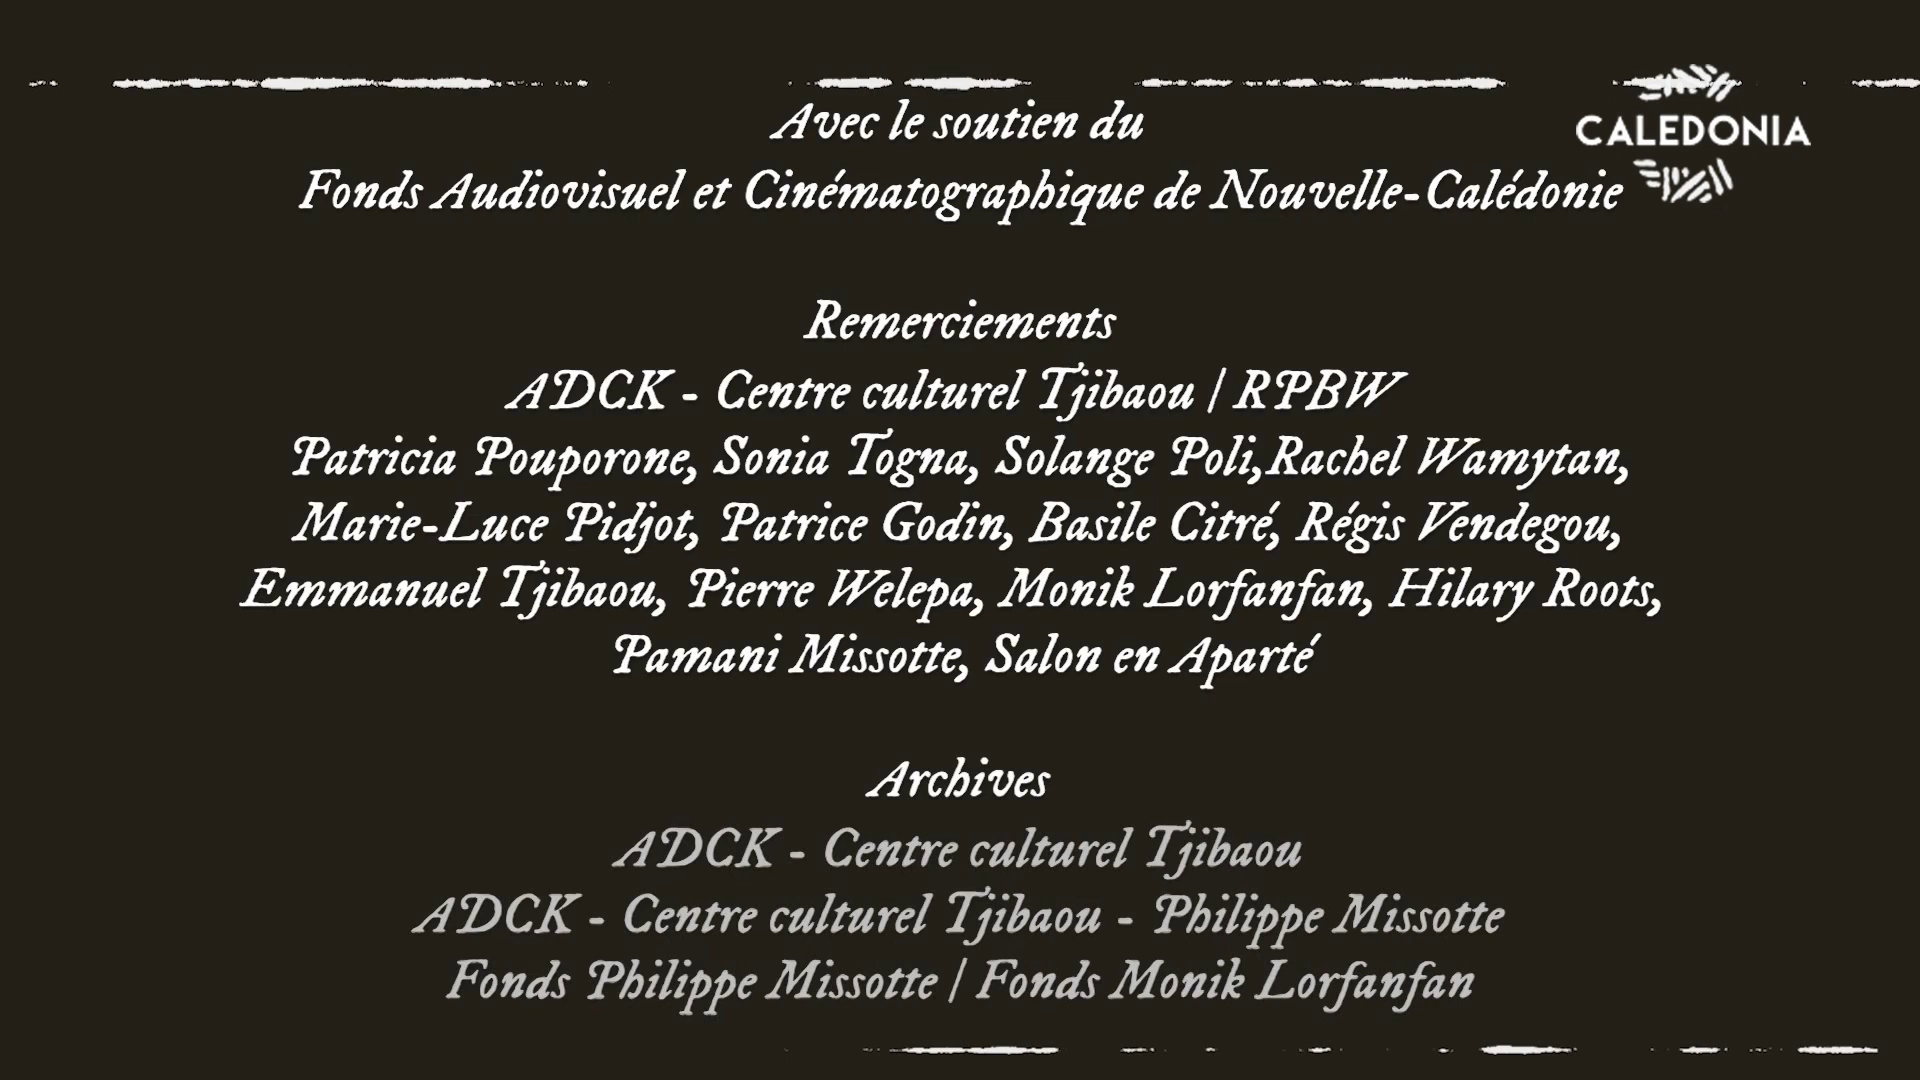 Avec le soutien du
CALEDONIA
Fonds Audiovisuel et Cinématographique de Nouvelle-Calédonie
Remerciements
ADCK - Centre culturel Tjibaou / RPBW
Patricia Pouporone, Sonia Togna, Solange Poli,Rachel Wamytan,
Marie-Luce Pidjot, Patrice Godin, Basile Citré, Régis Vendegou,
Emmanuel Tjibaou, Pierre Welepa, Monik Lorfanfan, Hilary Roots,
Pamani Missotte, Salon en Aparté
Archives
ADCK - Centre culturel Tjibaou
ADCK - Centre culturel Tjibaou - Philippe Missotte
Fonds Philippe Missotte / Fonds Monik Lorfanfan